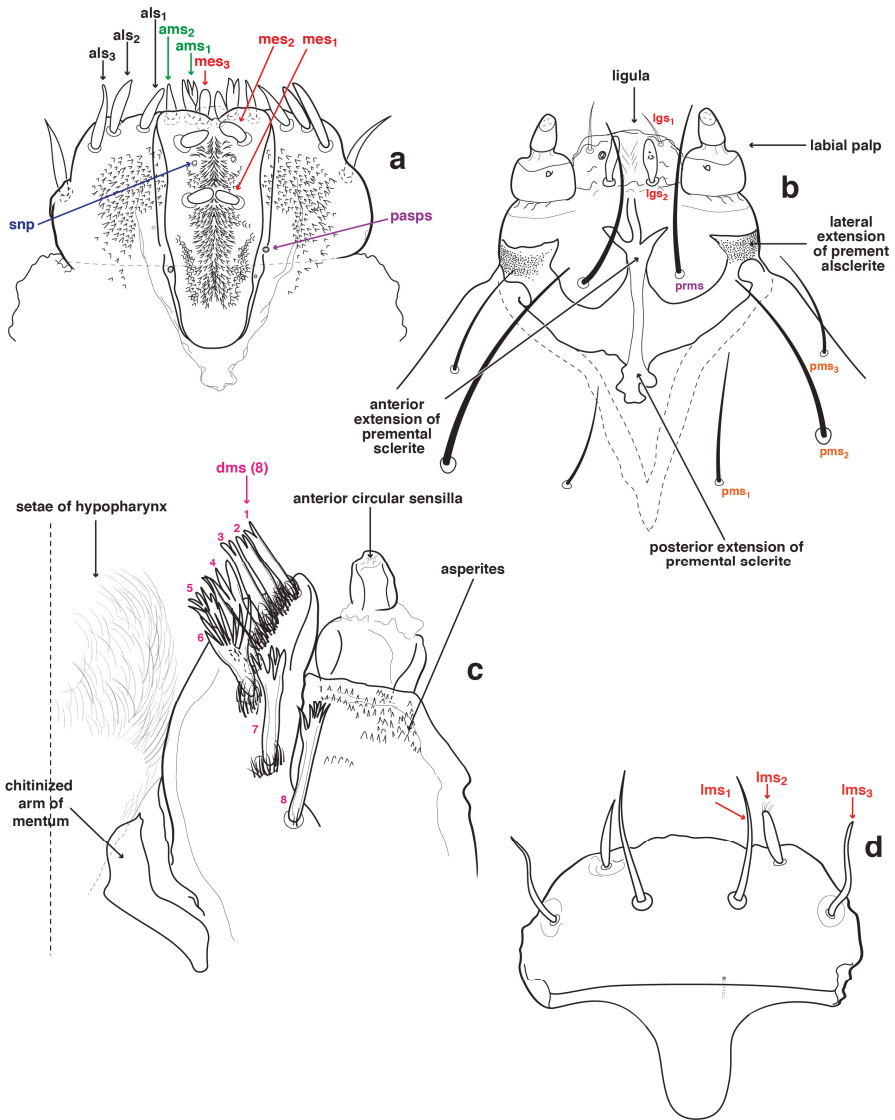 als₁
als₂
als₃
ams₂
ams₁
mes₃
mes₂ mes₁
a
snp
pasps
ligula
lgs₁
lgs₂
labial palp
b
lateral
extension
of prement
alsclerite
prms
pms₃
pms₂
pms₁
anterior
extension of
premental
sclerite
posterior extension of
premental sclerite
dms (8)
1
2
3
4
5
6
7
8
setae of hypopharynx
anterior circular sensilla
asperites
c
chitinized
arm of
mentum
lms₁
lms₂
lms₃
d